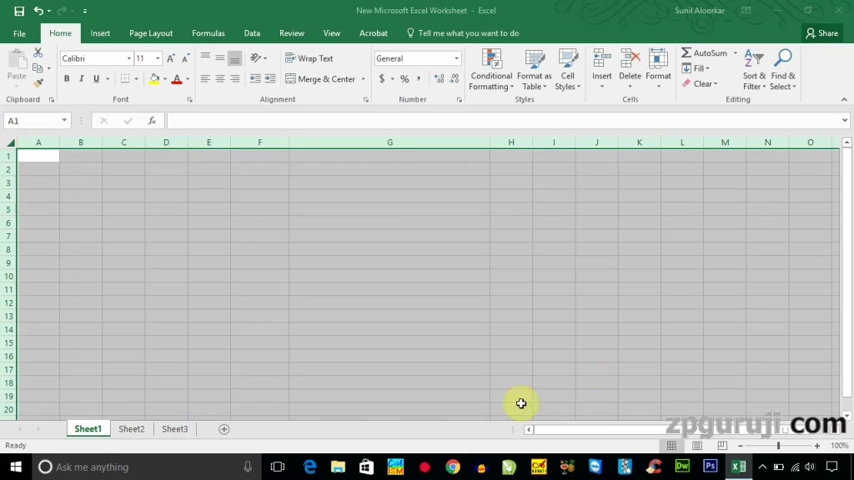 New Microsoft Excel Worksheet - Excel
Sunil Aloorkar
File Home Insert Page Layout Formulas Data Review View Acrobat Tell me what you want to do Share
Paste
Calibri 11
Wrap Text
General
Conditional Formatting
Format as Table
Cell Styles
Insert
Delete
Format
AutoSum
Fill
Clear
Sort & Filter
Find & Select
B I U A
Merge & Center
$ % ,
Clipboard Font Alignment Number Styles Cells Editing
A1 fx
A B C D E F G H I J K L M N O
1
2
3
4
5
6
7
8
9
10
11
12
13
14
15
16
17
18
19
20
Sheet1 Sheet2 Sheet3
zpguruji. com
Ready 100%
Ask me anything